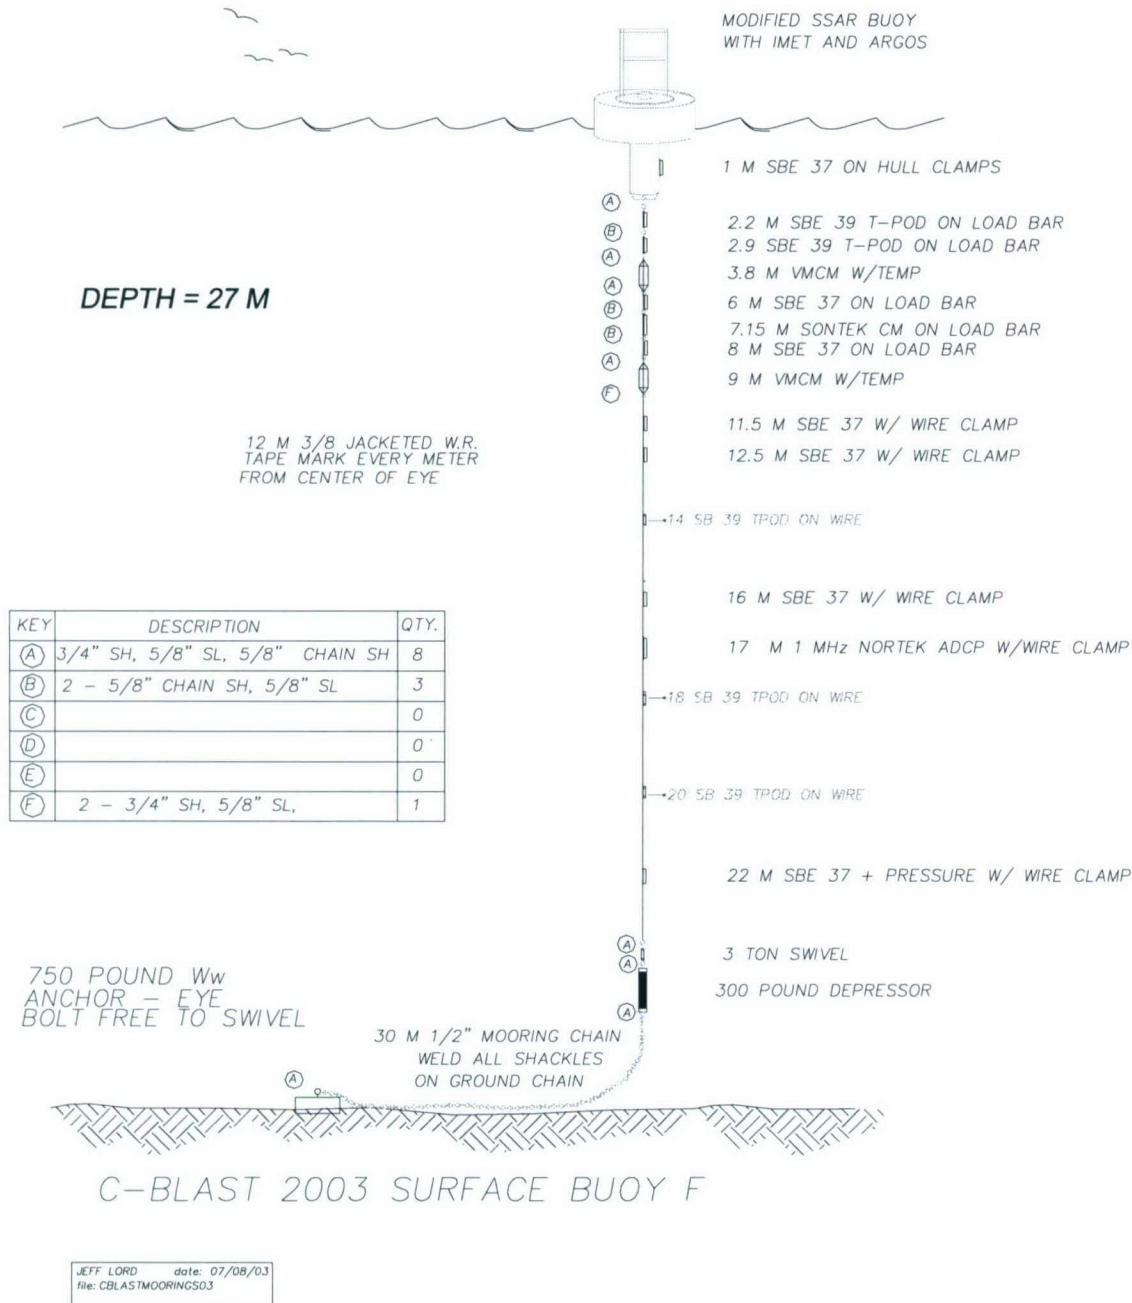 MODIFIED SSAR BUOY
WITH IMET AND ARGOS
1 M SBE 37 ON HULL CLAMPS
A
2.2 M SBE 39 T-POD ON LOAD BAR
B
2.9 SBE 39 T-POD ON LOAD BAR
A
3.8 M VMCM W/TEMP
A
6 M SBE 37 ON LOAD BAR
B
7.15 M SONTEK CM ON LOAD BAR
B
8 M SBE 37 ON LOAD BAR
A
9 M VMCM W/TEMP
F
DEPTH = 27 M
11.5 M SBE 37 W/ WIRE CLAMP
12.5 M SBE 37 W/ WIRE CLAMP
12 M 3/8 JACKETED W.R.
TAPE MARK EVERY METER
FROM CENTER OF EYE
14 SB 39 TPOD ON WIRE
16 M SBE 37 W/ WIRE CLAMP
17 M 1 MHz NORTEK ADCP W/WIRE CLAMP
18 SB 39 TPOD ON WIRE
20 SB 39 TPOD ON WIRE
22 M SBE 37 + PRESSURE W/ WIRE CLAMP
KEY DESCRIPTION QTY.
A 3/4" SH, 5/8" SL, 5/8" CHAIN SH 8
B 2 - 5/8" CHAIN SH, 5/8" SL 3
C 0
D 0
E 0
F 2 - 3/4" SH, 5/8" SL, 1
A
3 TON SWIVEL
A
300 POUND DEPRESSOR
A
750 POUND Ww
ANCHOR - EYE
BOLT FREE TO SWIVEL
30 M 1/2" MOORING CHAIN
WELD ALL SHACKLES
ON GROUND CHAIN
A
C-BLAST 2003 SURFACE BUOY F
JEFF LORD date: 07/08/03
file: CBLASTMOORINGS03